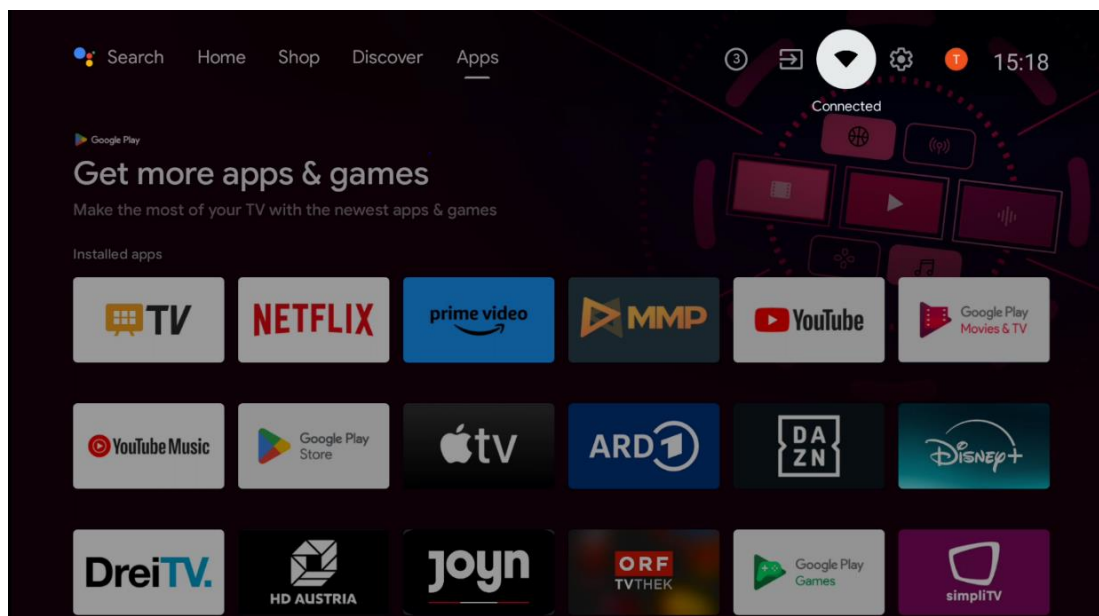 Search Home Shop Discover Apps 3 T 15:18
Connected
Google Play
Get more apps & games
Make the most of your TV with the newest apps & games
Installed apps
TV NETFLIX prime video MMP YouTube Google Play Movies & TV
YouTube Music Google Play Store tv ARD 1 DAZN Disney+
DreiTV. HD AUSTRIA JOYN ORF TVTHEK Google Play Games simpliTV